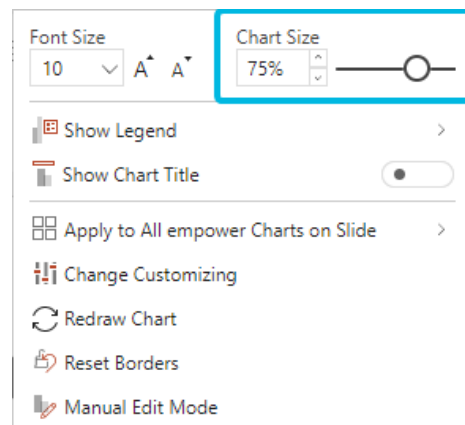 Font Size Chart Size
10 A A 75%
Show Legend
Show Chart Title
Apply to All empower Charts on Slide
Change Customizing
Redraw Chart
Reset Borders
Manual Edit Mode